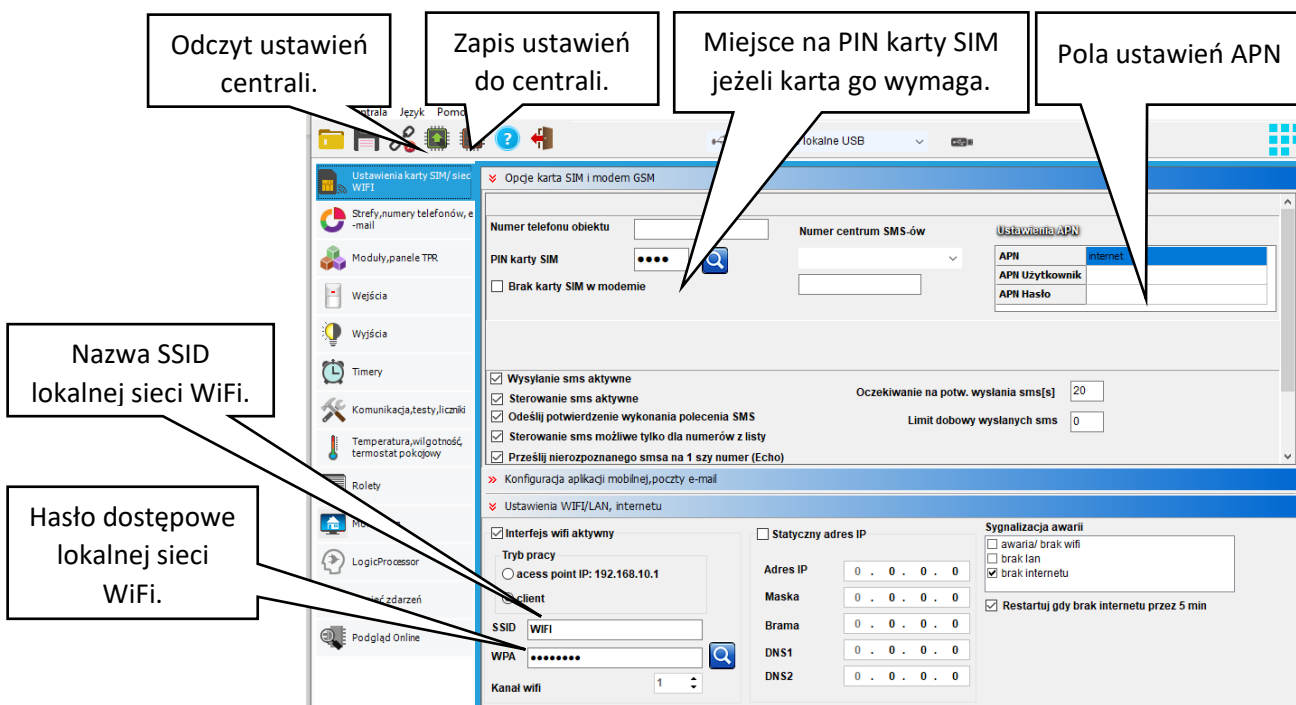 Odczyt ustawień
centrali.
Zapis ustawień
do centrali.
Miejsce na PIN karty SIM
jeżeli karta go wymaga.
Pola ustawień APN
Język
lokalne USB
Ustawienia karty SIM/ siec
WIFI
Strefy,numery telefonów, e
-mail
Moduły,panele TPR
Wejścia
Wyjścia
Timery
Komunikacja,testy,liczniki
Temperatura,wilgotność,
termostat pokojowy
Rolety
LogicProcessor
Podgląd Online
Nazwa SSID
lokalnej sieci WiFi.
Hasło dostępowe
lokalnej sieci
WiFi.
Opcje karta SIM i modem GSM
Numer telefonu obiektu
PIN karty SIM ••••
Brak karty SIM w modemie
Numer centrum SMS-ów
Ustawienia APN
APN internet
APN Użytkownik
APN Hasło
Wysyłanie sms aktywne
Sterowanie sms aktywne
Odeślij potwierdzenie wykonania polecenia SMS
Sterowanie sms możliwe tylko dla numerów z listy
Prześlij nierozpoznanego smsa na 1 szy numer (Echo)
Oczekiwanie na potw. wysłania sms[s] 20
Limit dobowy wysłanych sms 0
Konfiguracja aplikacji mobilnej,poczty e-mail
Ustawienia WIFI/LAN, internetu
Interfejs wifi aktywny
Tryb pracy
acess point IP: 192.168.10.1
client
SSID WIFI
WPA ••••••••
Kanał wifi 1
Statyczny adres IP
Adres IP 0 . 0 . 0 . 0
Maska 0 . 0 . 0 . 0
Brama 0 . 0 . 0 . 0
DNS1 0 . 0 . 0 . 0
DNS2 0 . 0 . 0 . 0
Sygnalizacja awarii
awaria/ brak wifi
brak lan
brak internetu
Restartuj gdy brak internetu przez 5 min